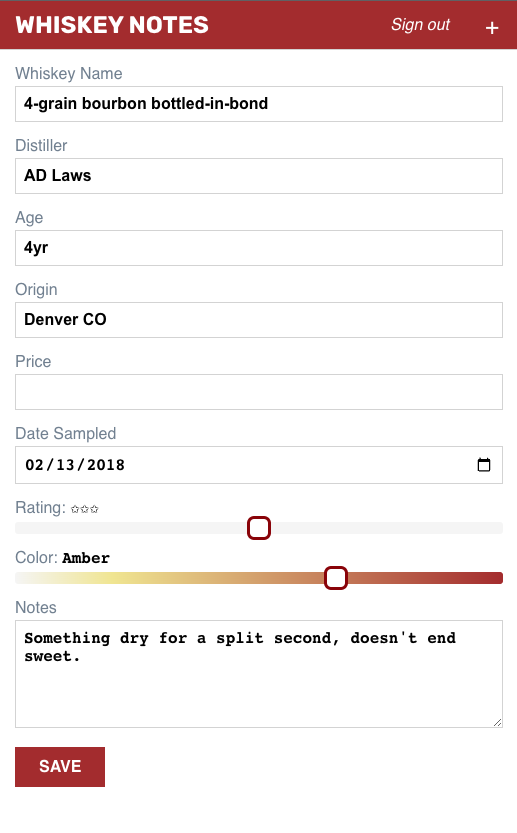 WHISKEY NOTES Sign out +
Whiskey Name
4-grain bourbon bottled-in-bond
Distiller
AD Laws
Age
4yr
Origin
Denver CO
Price
Date Sampled
02/13/2018
Rating: ✩✩✩
Color: Amber
Notes
Something dry for a split second, doesn't end
sweet.
SAVE